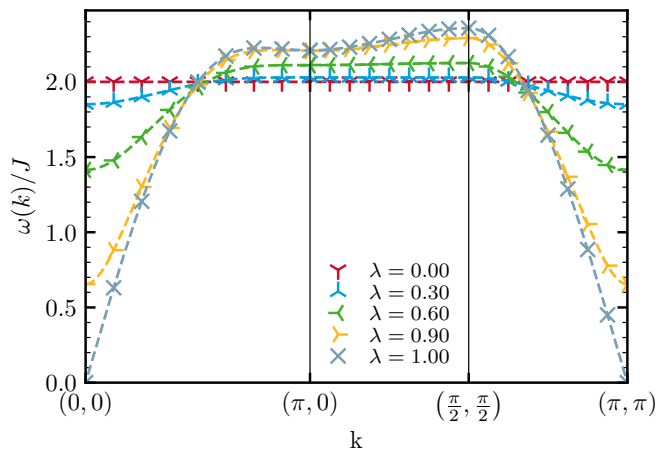 ω(k)/J
2.0
1.5
1.0
0.5
0.0
λ = 0.00
λ = 0.30
λ = 0.60
λ = 0.90
λ = 1.00
(0, 0) (π, 0) (π/2, π/2) (π, π)
k